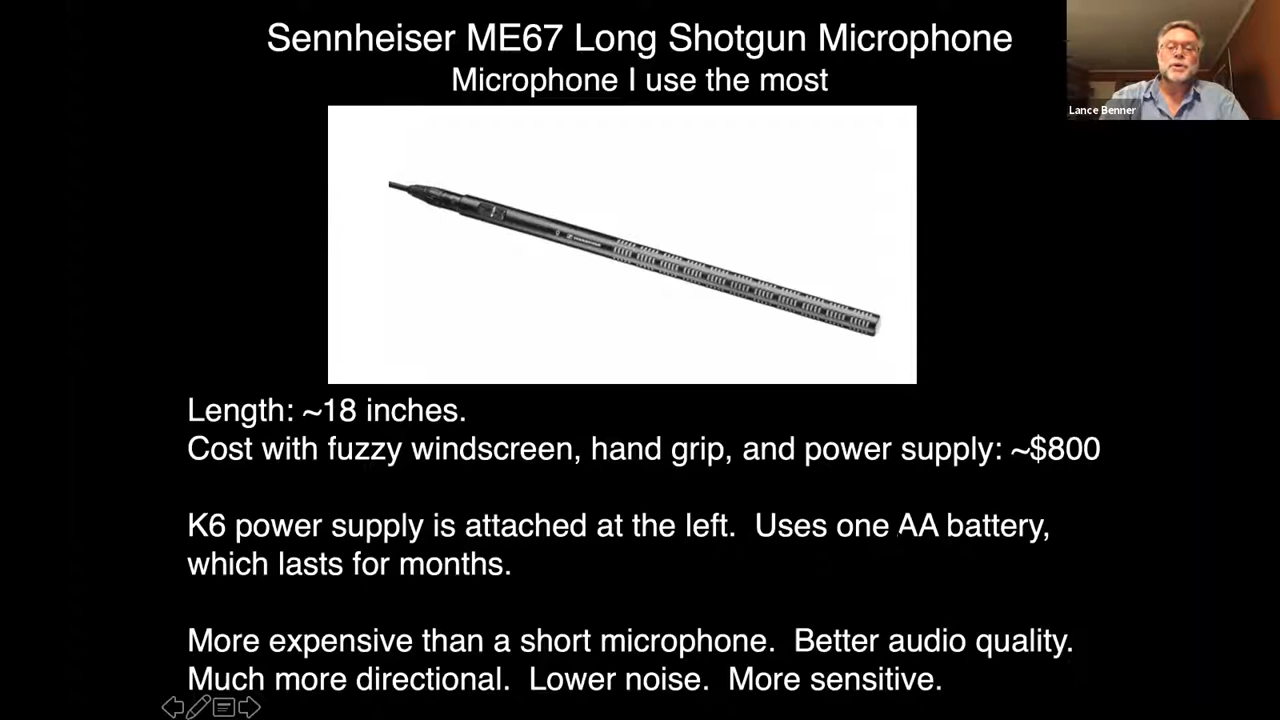 Sennheiser ME67 Long Shotgun Microphone
Microphone I use the most
Lance Benner
Length: ~18 inches.
Cost with fuzzy windscreen, hand grip, and power supply: ~$800
K6 power supply is attached at the left.  Uses one AA battery,
which lasts for months.
More expensive than a short microphone.  Better audio quality.
Much more directional.  Lower noise.  More sensitive.